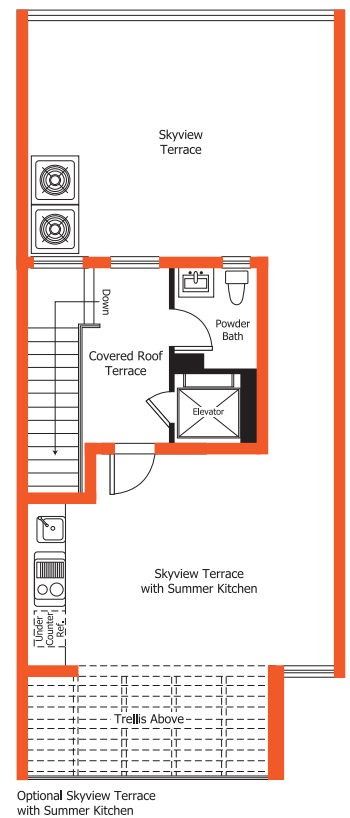 Skyview
Terrace
Down
Powder
Bath
Covered Roof
Terrace
Elevator
Skyview Terrace
with Summer Kitchen
Under
Counter
Ref.
Trellis Above
Optional Skyview Terrace
with Summer Kitchen